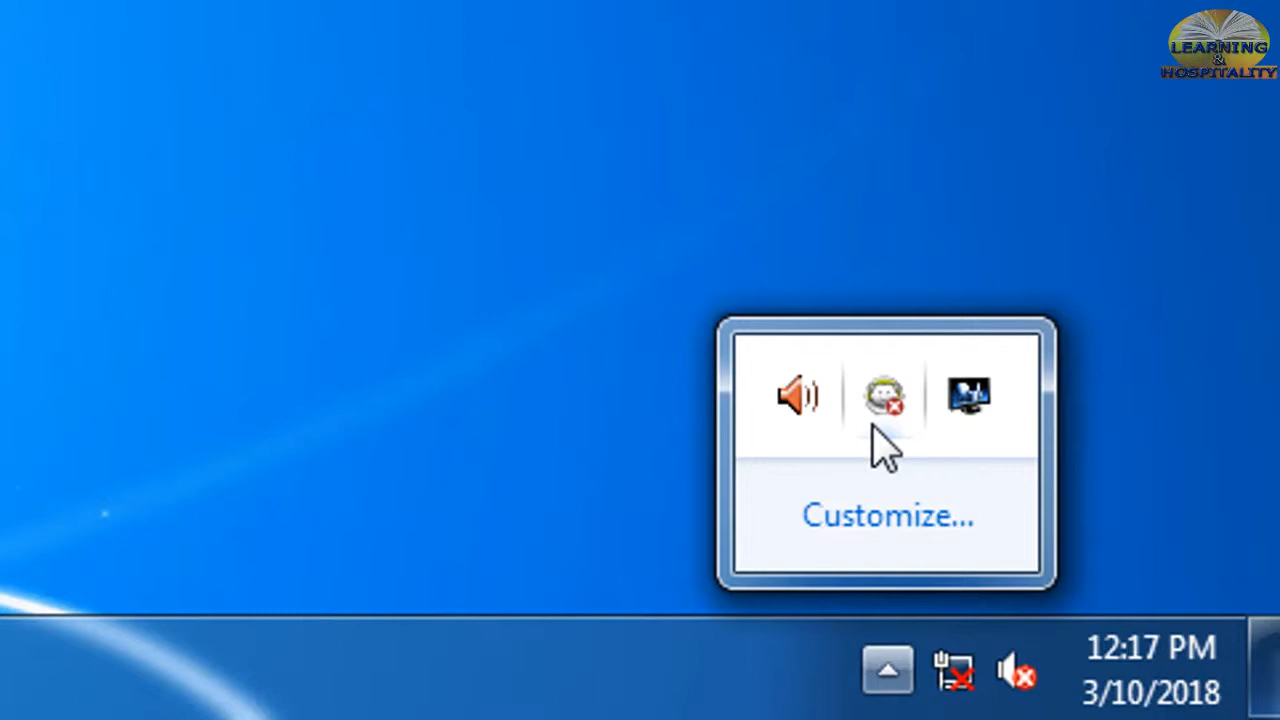 LEARNING
&
HOSPITALITY
Customize...
12:17 PM
3/10/2018